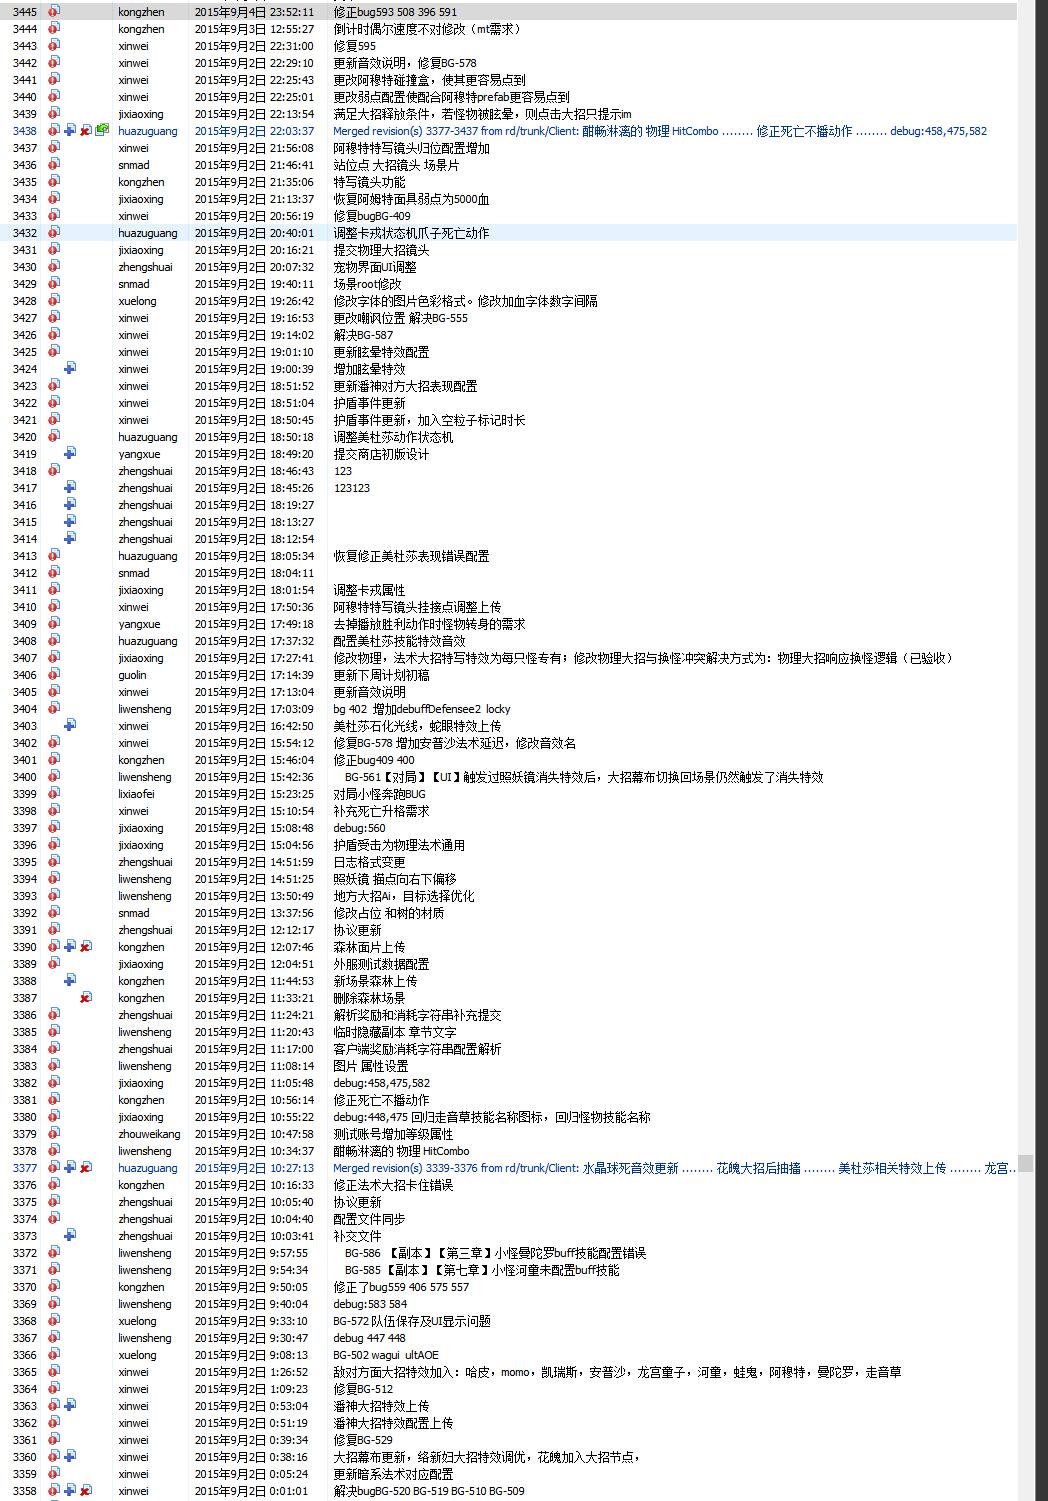 3445 kongzhen 2015年9月4日 23:52:11 修正bug593 508 396 591
3444 kongzhen 2015年9月3日 12:55:27 倒计时偶尔速度不对修改（mt需求）
3443 xinwei 2015年9月2日 22:31:00 修复595
3442 xinwei 2015年9月2日 22:29:10 更新音效说明，修复BG-578
3441 xinwei 2015年9月2日 22:25:43 更改阿穆特碰撞盒，使其更容易点到
3440 xinwei 2015年9月2日 22:25:01 更改弱点配置使配合阿穆特prefab更容易点到
3439 jixiaoxing 2015年9月2日 22:13:54 满足大招释放条件，若怪物被眩晕，则点击大招只提示im
3438 huazuguang 2015年9月2日 22:03:37 Merged revision(s) 3377-3437 from rd/trunk/Client: 酣畅淋漓的 物理 HitCombo ........ 修正死亡不播动作 ........ debug:458,475,582
3437 xinwei 2015年9月2日 21:56:08 阿穆特特写镜头归位配置增加
3436 snmad 2015年9月2日 21:46:41 站位点 大招镜头 场景片
3435 kongzhen 2015年9月2日 21:35:06 特写镜头功能
3434 jixiaoxing 2015年9月2日 21:13:37 恢复阿姆特面具弱点为5000血
3433 xinwei 2015年9月2日 20:56:19 修复bugBG-409
3432 huazuguang 2015年9月2日 20:40:01 调整卡戎状态机爪子死亡动作
3431 jixiaoxing 2015年9月2日 20:16:21 提交物理大招镜头
3430 zhengshuai 2015年9月2日 20:07:32 宠物界面UI调整
3429 snmad 2015年9月2日 19:40:11 场景root修改
3428 xuelong 2015年9月2日 19:26:42 修改字体的图片色彩格式。修改加血字体数字间隔
3427 xinwei 2015年9月2日 19:16:53 更改嘲讽位置 解决BG-555
3426 xinwei 2015年9月2日 19:14:02 解决BG-587
3425 xinwei 2015年9月2日 19:01:10 更新眩晕特效配置
3424 xinwei 2015年9月2日 19:00:39 增加眩晕特效
3423 xinwei 2015年9月2日 18:51:52 更新潘神对方大招表现配置
3422 xinwei 2015年9月2日 18:51:04 护盾事件更新
3421 xinwei 2015年9月2日 18:50:45 护盾事件更新，加入空粒子标记时长
3420 huazuguang 2015年9月2日 18:50:18 调整美杜莎动作状态机
3419 yangxue 2015年9月2日 18:49:20 提交商店初版设计
3418 zhengshuai 2015年9月2日 18:46:43 123
3417 zhengshuai 2015年9月2日 18:45:26 123123
3416 zhengshuai 2015年9月2日 18:19:27
3415 zhengshuai 2015年9月2日 18:13:27
3414 zhengshuai 2015年9月2日 18:12:54
3413 huazuguang 2015年9月2日 18:05:34 恢复修正美杜莎表现错误配置
3412 snmad 2015年9月2日 18:04:11
3411 jixiaoxing 2015年9月2日 18:01:54 调整卡戎属性
3410 xinwei 2015年9月2日 17:50:36 阿穆特特写镜头挂接点调整上传
3409 yangxue 2015年9月2日 17:49:18 去掉播放胜利动作时怪物转身的需求
3408 huazuguang 2015年9月2日 17:37:32 配置美杜莎技能特效音效
3407 jixiaoxing 2015年9月2日 17:27:41 修改物理，法术大招特写特效为每只怪专有；修改物理大招与换怪冲突解决方式为：物理大招响应换怪逻辑（已验收）
3406 guolin 2015年9月2日 17:14:39 更新下周计划初稿
3405 xinwei 2015年9月2日 17:13:04 更新音效说明
3404 liwensheng 2015年9月2日 17:03:09 bg 402 增加debuffDefensee2 locky
3403 xinwei 2015年9月2日 16:42:50 美杜莎石化光线，蛇眼特效上传
3402 xinwei 2015年9月2日 15:54:12 修复BG-578 增加安普沙法术延迟，修改音效名
3401 kongzhen 2015年9月2日 15:46:04 修正bug409 400
3400 liwensheng 2015年9月2日 15:42:36 BG-561【对局】【UI】触发过照妖镜消失特效后，大招幕布切换回场景仍然触发了消失特效
3399 lixiaofei 2015年9月2日 15:23:25 对局小怪奔跑BUG
3398 xinwei 2015年9月2日 15:10:54 补充死亡升格需求
3397 jixiaoxing 2015年9月2日 15:08:48 debug:560
3396 jixiaoxing 2015年9月2日 15:04:56 护盾受击为物理法术通用
3395 zhengshuai 2015年9月2日 14:51:59 日志格式变更
3394 liwensheng 2015年9月2日 14:51:25 照妖镜 描点向右下偏移
3393 liwensheng 2015年9月2日 13:50:49 地方大招Ai，目标选择优化
3392 snmad 2015年9月2日 13:37:56 修改占位 和树的材质
3391 zhengshuai 2015年9月2日 12:12:17 协议更新
3390 kongzhen 2015年9月2日 12:07:46 森林面片上传
3389 jixiaoxing 2015年9月2日 12:04:51 外服测试数据配置
3388 kongzhen 2015年9月2日 11:44:53 新场景森林上传
3387 kongzhen 2015年9月2日 11:33:21 删除森林场景
3386 zhengshuai 2015年9月2日 11:24:21 解析奖励和消耗字符串补充提交
3385 liwensheng 2015年9月2日 11:20:43 临时隐藏副本 章节文字
3384 zhengshuai 2015年9月2日 11:17:00 客户端奖励消耗字符串配置解析
3383 liwensheng 2015年9月2日 11:08:14 图片 属性设置
3382 jixiaoxing 2015年9月2日 11:05:48 debug:458,475,582
3381 kongzhen 2015年9月2日 10:56:14 修正死亡不播动作
3380 jixiaoxing 2015年9月2日 10:55:22 debug:448,475 回归走音草技能名称图标，回归怪物技能名称
3379 zhouweikang 2015年9月2日 10:47:58 测试账号增加等级属性
3378 liwensheng 2015年9月2日 10:34:37 酣畅淋漓的 物理 HitCombo
3377 huazuguang 2015年9月2日 10:27:13 Merged revision(s) 3339-3376 from rd/trunk/Client: 水晶球死音效更新 ........ 花魄大招后抽搐 ........ 美杜莎相关特效上传 ........ 龙宫...
3376 kongzhen 2015年9月2日 10:16:33 修正法术大招卡住错误
3375 zhengshuai 2015年9月2日 10:05:40 协议更新
3374 zhengshuai 2015年9月2日 10:04:40 配置文件同步
3373 zhengshuai 2015年9月2日 10:03:41 补交文件
3372 liwensheng 2015年9月2日 9:57:55 BG-586 【副本】【第三章】小怪曼陀罗buff技能配置错误
3371 liwensheng 2015年9月2日 9:54:34 BG-585 【副本】【第七章】小怪河童未配置buff技能
3370 kongzhen 2015年9月2日 9:50:05 修正了bug559 406 575 557
3369 liwensheng 2015年9月2日 9:40:04 debug:583 584
3368 xuelong 2015年9月2日 9:33:10 BG-572 队伍保存及UI显示问题
3367 liwensheng 2015年9月2日 9:30:47 debug 447 448
3366 xuelong 2015年9月2日 9:08:13 BG-502 wagui ultAOE
3365 xinwei 2015年9月2日 1:26:52 敌对方面大招特效加入：哈皮，momo，凯瑞斯，安普沙，龙宫童子，河童，蛙鬼，阿穆特，曼陀罗，走音草
3364 xinwei 2015年9月2日 1:09:23 修复BG-512
3363 xinwei 2015年9月2日 0:53:04 潘神大招特效上传
3362 xinwei 2015年9月2日 0:51:19 潘神大招特效配置上传
3361 xinwei 2015年9月2日 0:39:34 修复BG-529
3360 xinwei 2015年9月2日 0:38:16 大招幕布更新，络新妇大招特效调优，花魄加入大招节点，
3359 xinwei 2015年9月2日 0:05:24 更新暗系法术对应配置
3358 xinwei 2015年9月2日 0:01:01 解决bugBG-520 BG-519 BG-510 BG-509